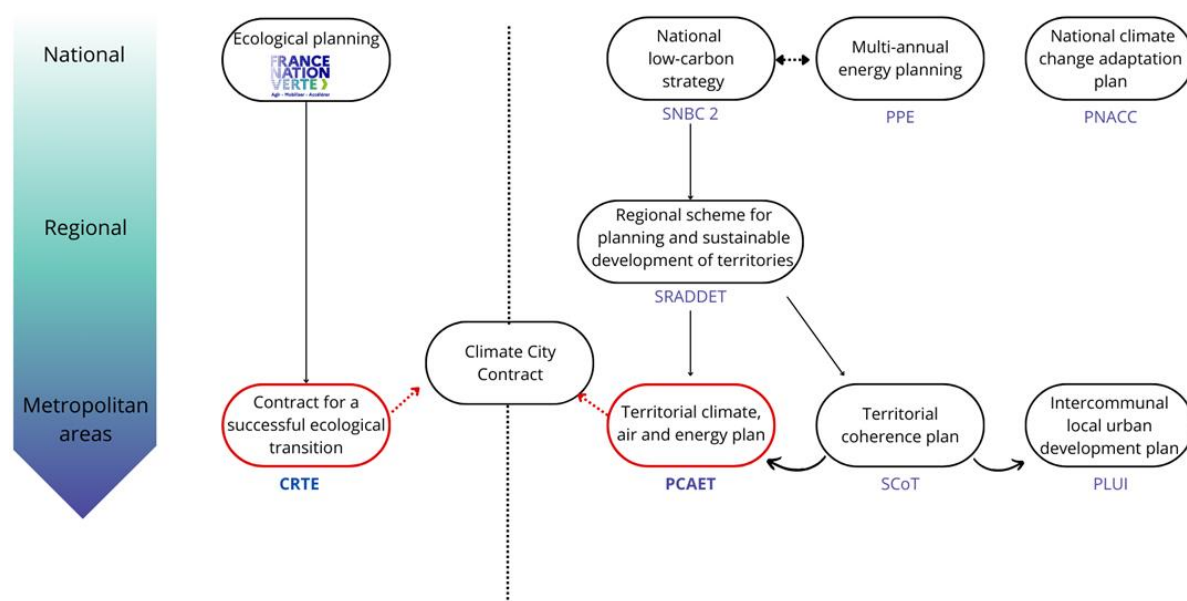 National
Ecological planning
FRANCE
NATION
VERTE >
Agir • Mobiliser • Accélérer
National
low-carbon
strategy
SNBC 2
Multi-annual
energy planning
PPE
National climate
change adaptation
plan
PNACC
Regional
Regional scheme for
planning and sustainable
development of territories
SRADDET
Climate City
Contract
Metropolitan
areas
Contract for a
successful ecological
transition
CRTE
Territorial climate,
air and energy plan
PCAET
Territorial
coherence plan
SCoT
Intercommunal
local urban
development plan
PLUI